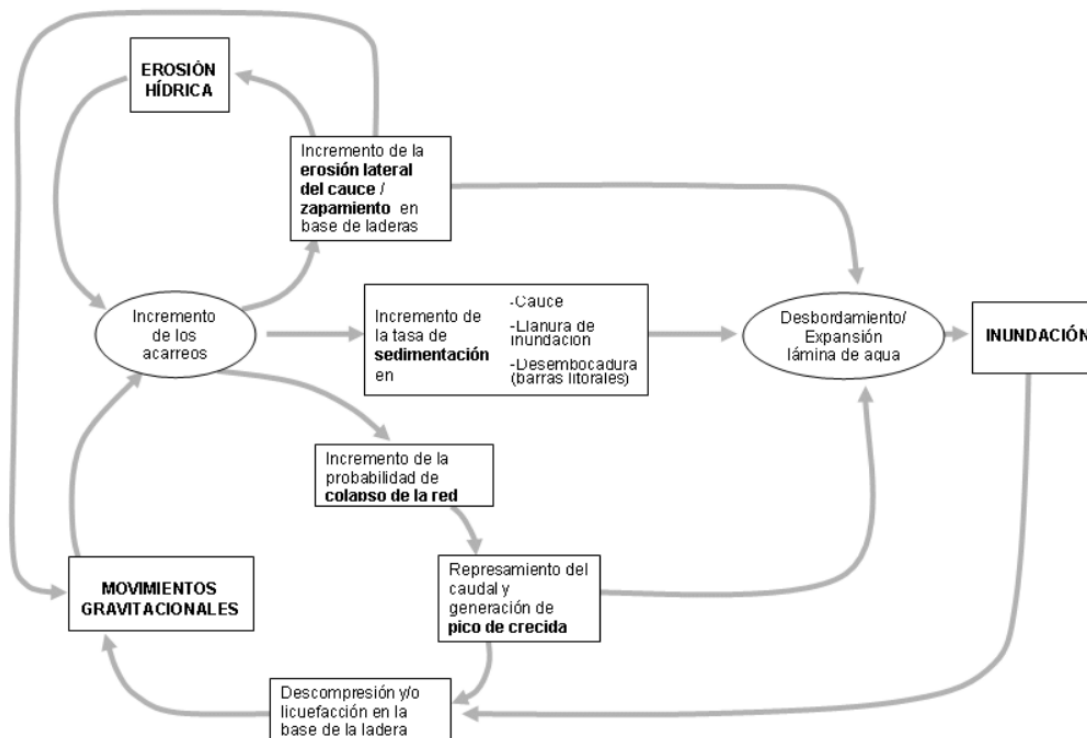 EROSIÓN
HÍDRICA
Incremento de la
erosión lateral
del cauce /
zapamiento en
base de laderas
Incremento
de los
acarreos
Incremento de
la tasa de
sedimentación
en
-Cauce
-Llanura de
inundación
-Desembocadura
(barras litorales)
Desbordamiento/
Expansión
lámina de agua
INUNDACIÓN
Incremento de la
probabilidad de
colapso de la red
MOVIMIENTOS
GRAVITACIONALES
Represamiento del
caudal y
generación de
pico de crecida
Descompresión y/o
licuefacción en la
base de la ladera